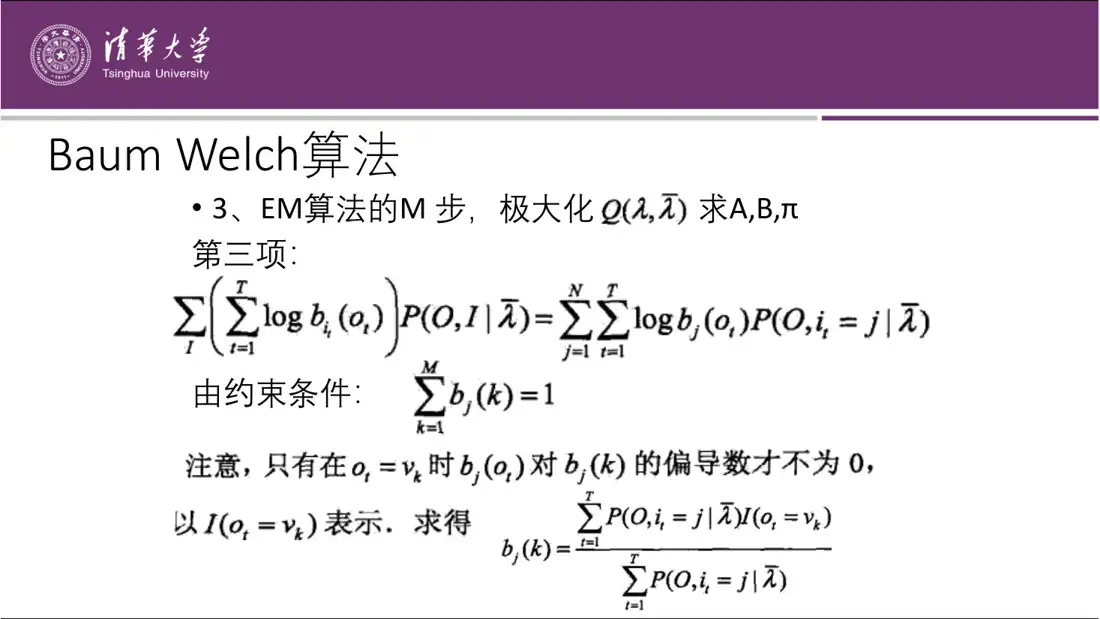 清华大学
Tsinghua University
Baum Welch算法
• 3、EM算法的M 步，极大化 Q(λ,λ̄) 求A,B,π
第三项：
∑_I (∑_{t=1}^{T} log b_{i_t}(o_t)) P(O,I|λ̄) = ∑_{j=1}^{N} ∑_{t=1}^{T} log b_j(o_t) P(O,i_t = j|λ̄)
由约束条件： ∑_{k=1}^{M} b_j(k) = 1
注意，只有在 o_t = v_k 时 b_j(o_t) 对 b_j(k) 的偏导数才不为 0，
以 I(o_t = v_k) 表示．求得 b_j(k) = \frac{∑_{t=1}^{T} P(O,i_t = j|λ̄)I(o_t = v_k)}{∑_{t=1}^{T} P(O,i_t = j|λ̄)}